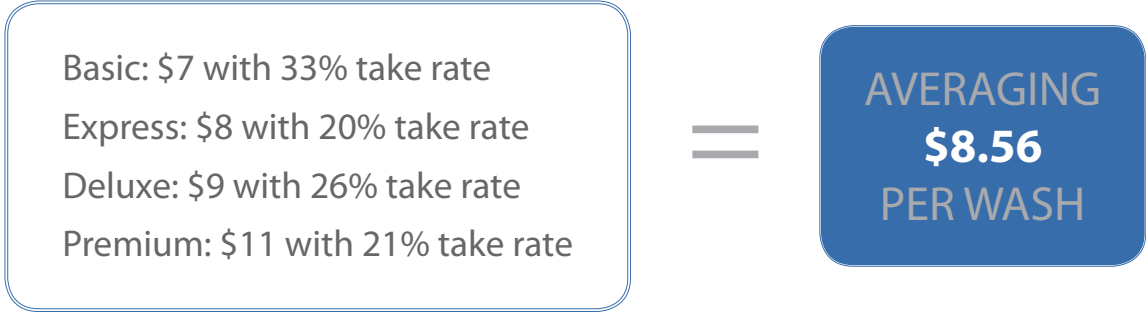 Basic: $7 with 33% take rate
Express: $8 with 20% take rate
Deluxe: $9 with 26% take rate
Premium: $11 with 21% take rate
=
AVERAGING
$8.56
PER WASH